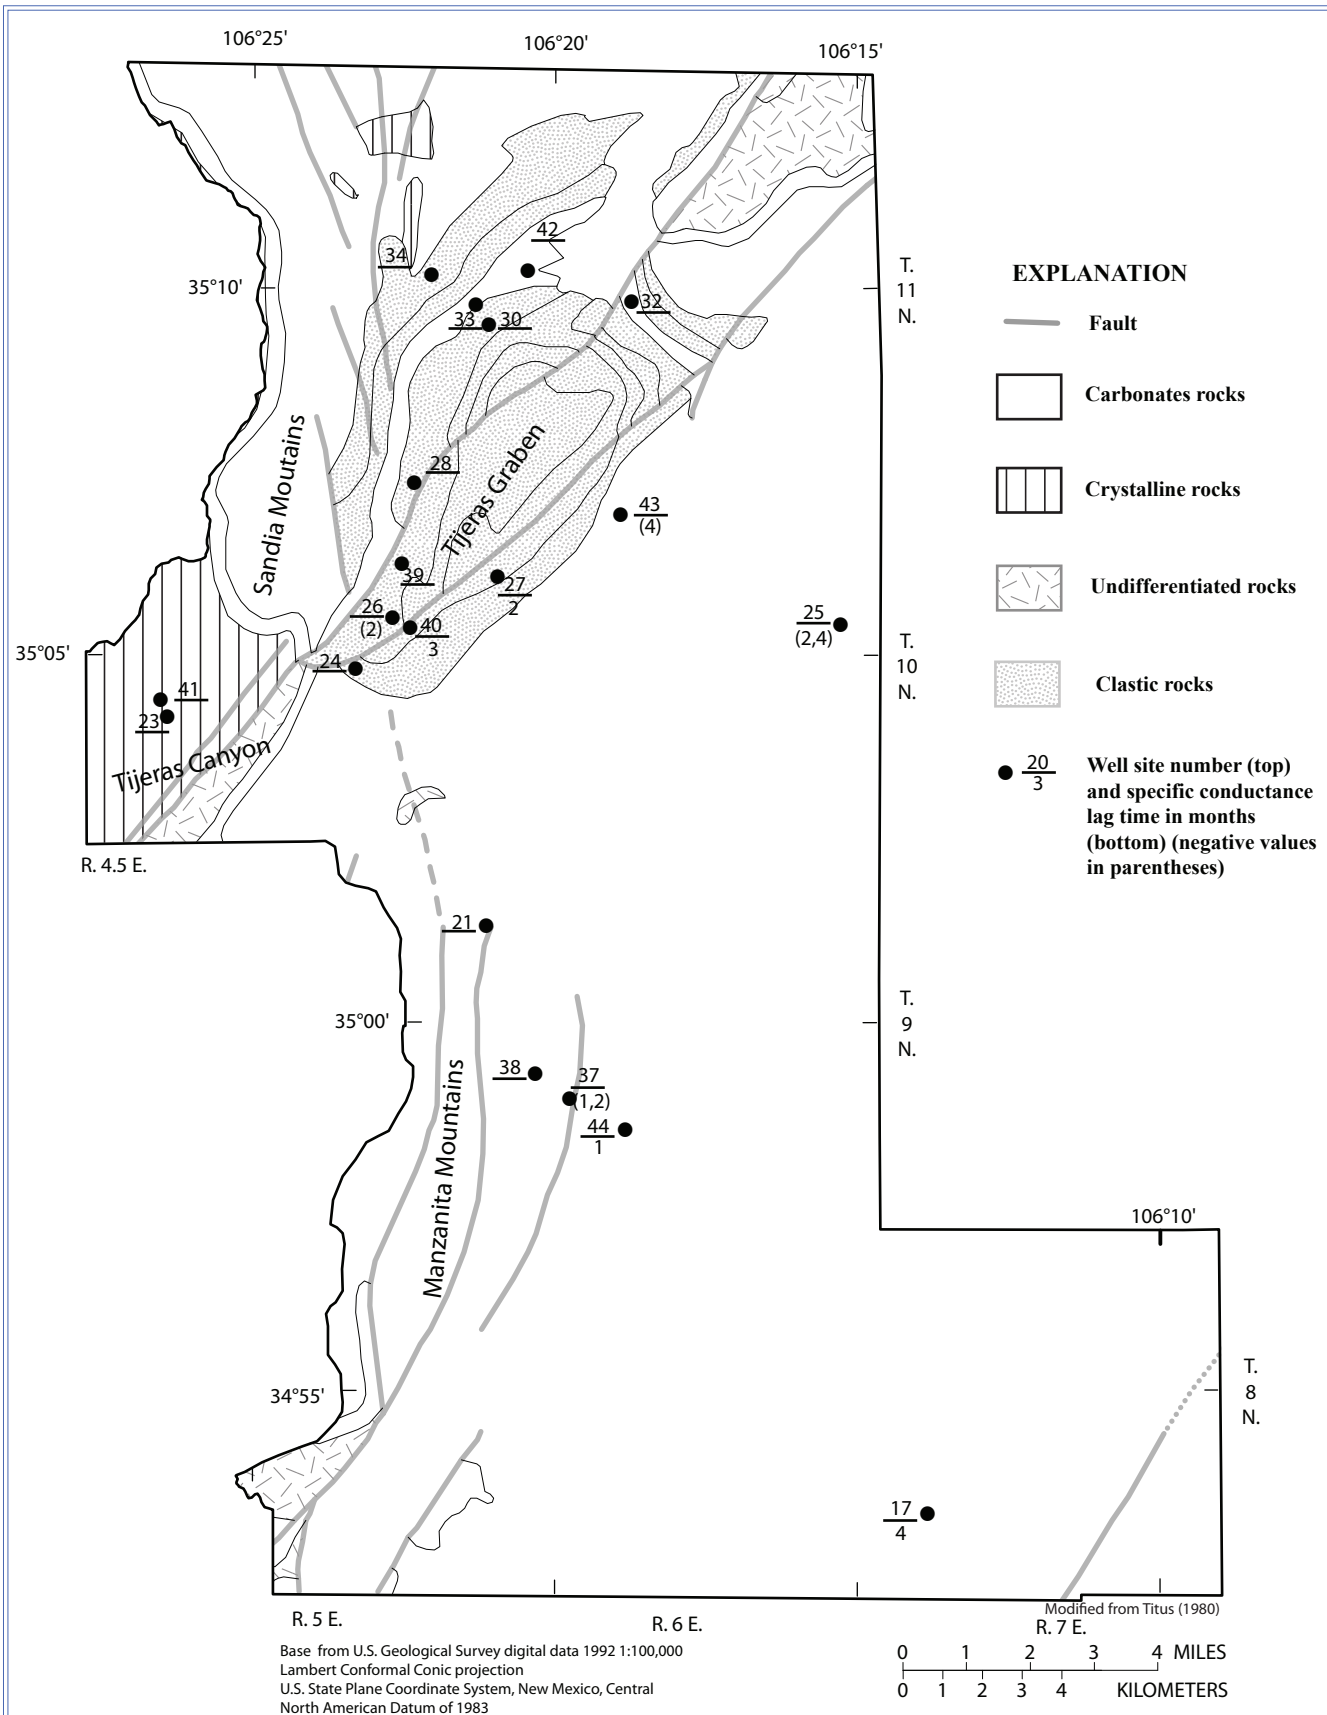 106°25'
106°20'
106°15'
42
34
35°10'
33
30
32
T.
11
N.
EXPLANATION
Fault
Carbonates rocks
Crystalline rocks
Undifferentiated rocks
Clastic rocks
20
3
Well site number (top)
and specific conductance
lag time in months
(bottom) (negative values
in parentheses)
Sandia Moutains
28
Tijeras Graben
43
(4)
39
27
2
26
(2)
40
3
25
(2,4)
35°05'
24
T.
10
N.
41
23
Tijeras Canyon
R. 4.5 E.
21
35°00'
T.
9
N.
38
37
(1,2)
44
1
Manzanita Mountains
106°10'
34°55'
T.
8
N.
17
4
Modified from Titus (1980)
R. 5 E.
R. 6 E.
R. 7 E.
Base from U.S. Geological Survey digital data 1992 1:100,000
Lambert Conformal Conic projection
U.S. State Plane Coordinate System, New Mexico, Central
North American Datum of 1983
0 1 2 3 4 MILES
0 1 2 3 4 KILOMETERS